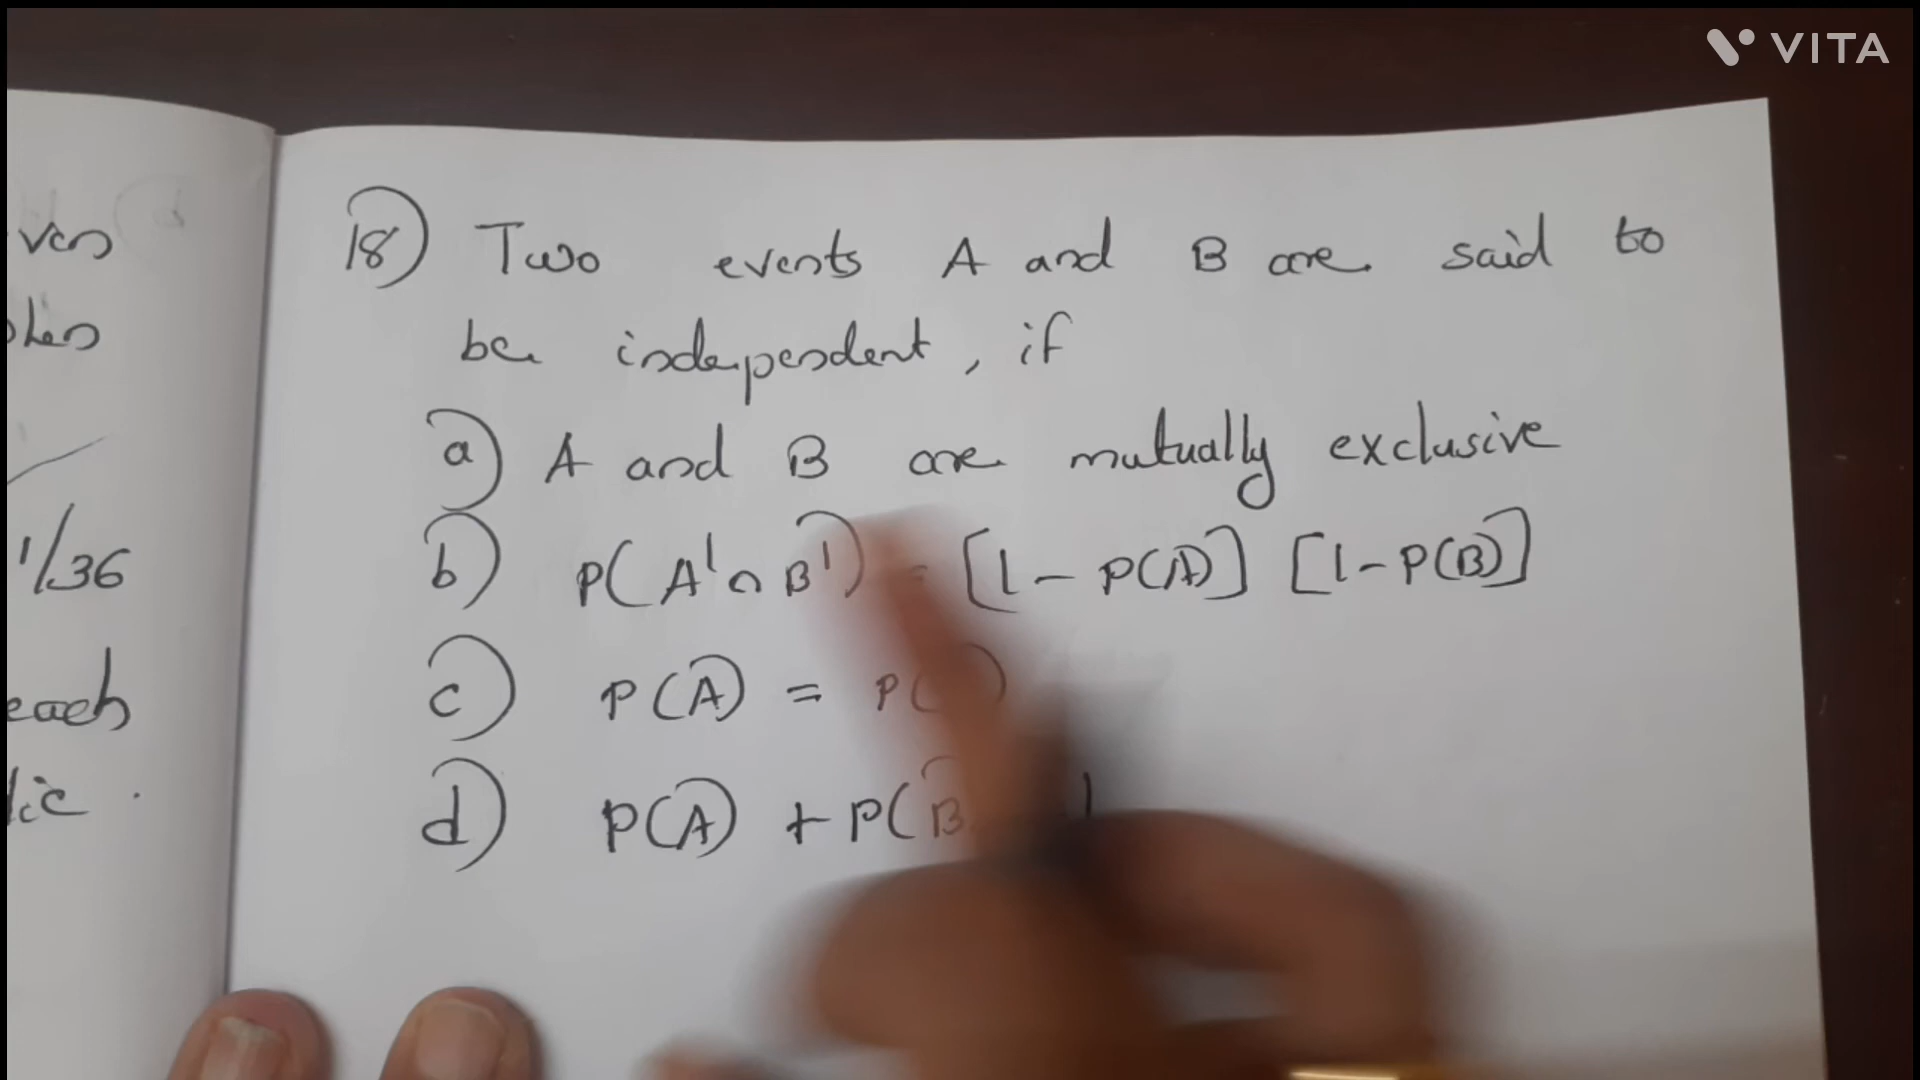 VITA
ves
18) Two events A and B are said to
be independent, if
a) A and B are mutually exclusive
b) P(A' ∩ B') = [1 - P(A)] [1 - P(B)]
1/36
c) P(A) = P( )
each
d) P(A) + P(B